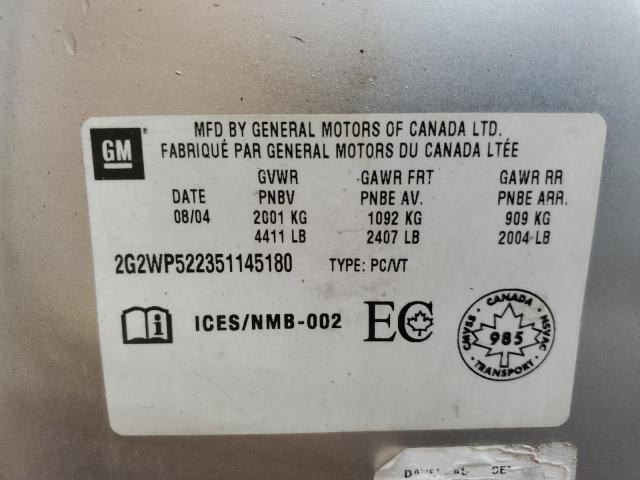 GM
MFD BY GENERAL MOTORS OF CANADA LTD.
FABRIQUÉ PAR GENERAL MOTORS DU CANADA LTÉE
GVWR GAWR FRT GAWR RR
DATE PNBV PNBE AV. PNBE ARR.
08/04 2001 KG 1092 KG 909 KG
4411 LB 2407 LB 2004 LB
2G2WP522351145180 TYPE: PC/VT
ICES/NMB-002 EC
CANADA
CMVSS 985 NSVAC
TRANSPORT